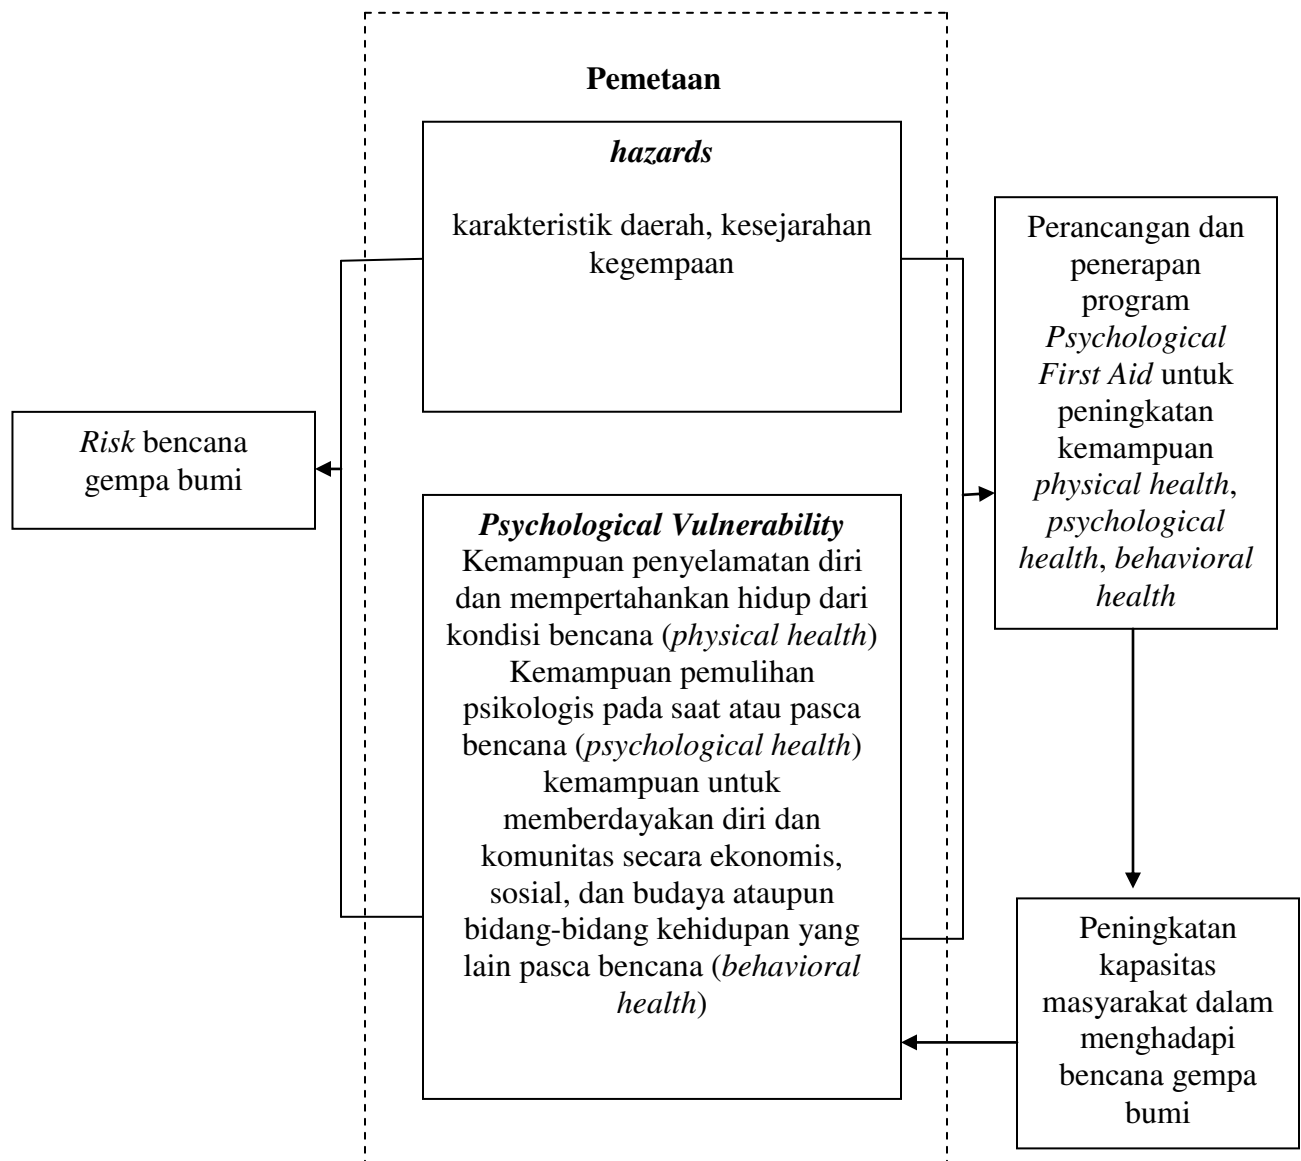 Pemetaan
hazards
karakteristik daerah, kesejarahan
kegempaan
Risk bencana
gempa bumi
Psychological Vulnerability
Kemampuan penyelamatan diri
dan mempertahankan hidup dari
kondisi bencana (physical health)
Kemampuan pemulihan
psikologis pada saat atau pasca
bencana (psychological health)
kemampuan untuk
memberdayakan diri dan
komunitas secara ekonomis,
sosial, dan budaya ataupun
bidang-bidang kehidupan yang
lain pasca bencana (behavioral
health)
Perancangan dan
penerapan
program
Psychological
First Aid untuk
peningkatan
kemampuan
physical health,
psychological
health, behavioral
health
Peningkatan
kapasitas
masyarakat dalam
menghadapi
bencana gempa
bumi